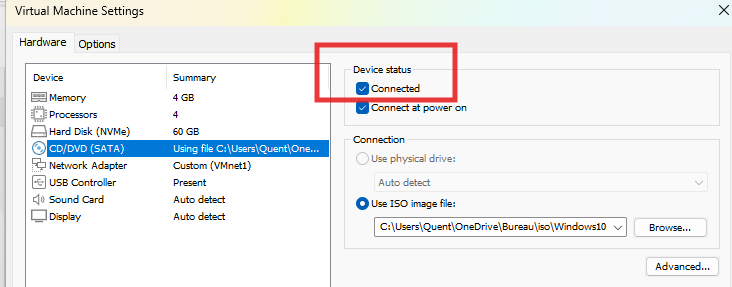 Virtual Machine Settings
Hardware Options
Device Summary
Memory 4 GB
Processors 4
Hard Disk (NVMe) 60 GB
CD/DVD (SATA) Using file C:\Users\Quent\One...
Network Adapter Custom (VMnet1)
USB Controller Present
Sound Card Auto detect
Display Auto detect
Device status
Connected
Connect at power on
Connection
Use physical drive:
Auto detect
Use ISO image file:
C:\Users\Quent\OneDrive\Bureau\iso\Windows10 Browse...
Advanced...